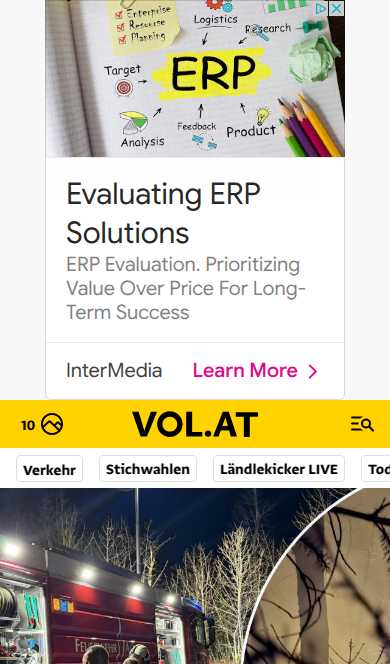 Enterprise
Resourse
Planning
Logistics
Research
Target
ERP
Analysis
Feedback
Product
Evaluating ERP
Solutions
ERP Evaluation. Prioritizing
Value Over Price For Long-
Term Success
InterMedia
Learn More
10
VOL.AT
Verkehr
Stichwahlen
Ländlekicker LIVE
Tod